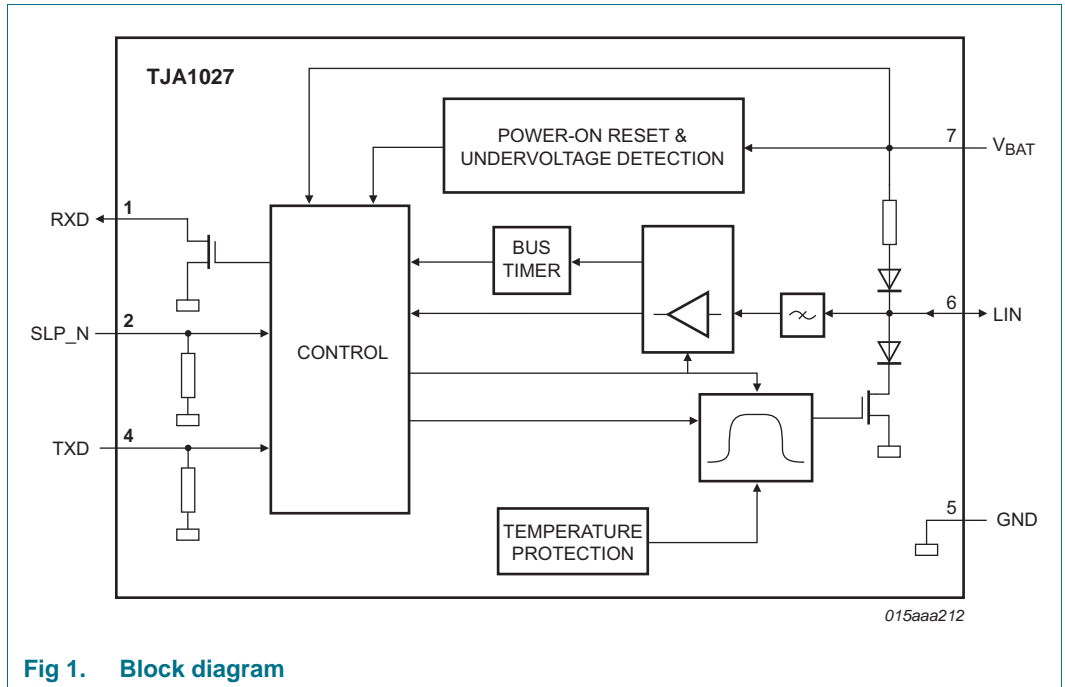 TJA1027
POWER-ON RESET &
UNDERVOLTAGE DETECTION
7
VBAT
RXD
1
BUS
TIMER
6
LIN
SLP_N
2
CONTROL
TXD
4
5
GND
TEMPERATURE
PROTECTION
015aaa212
Fig 1. Block diagram